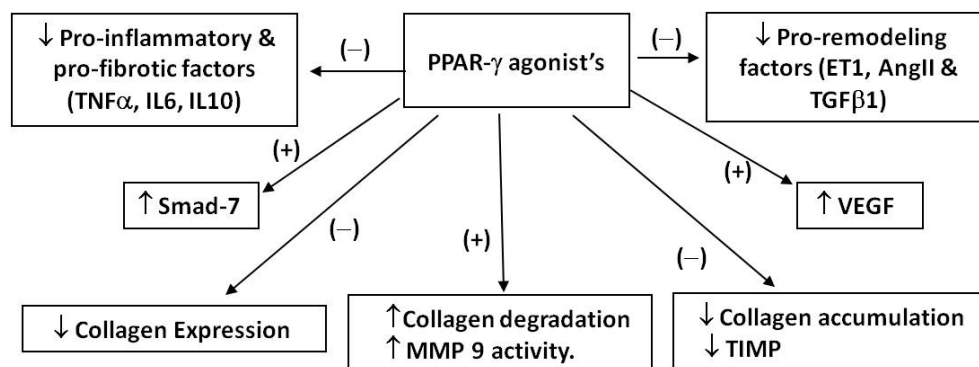 ↓ Pro-inflammatory &
pro-fibrotic factors
(TNFα, IL6, IL10)
(−)
PPAR-γ agonist's
(−)
↓ Pro-remodeling
factors (ET1, AngII &
TGFβ1)
(+)
↑ Smad-7
(+)
↑ VEGF
(−)
(+)
(−)
↓ Collagen Expression
↑Collagen degradation
↑ MMP 9 activity.
↓ Collagen accumulation
↓ TIMP